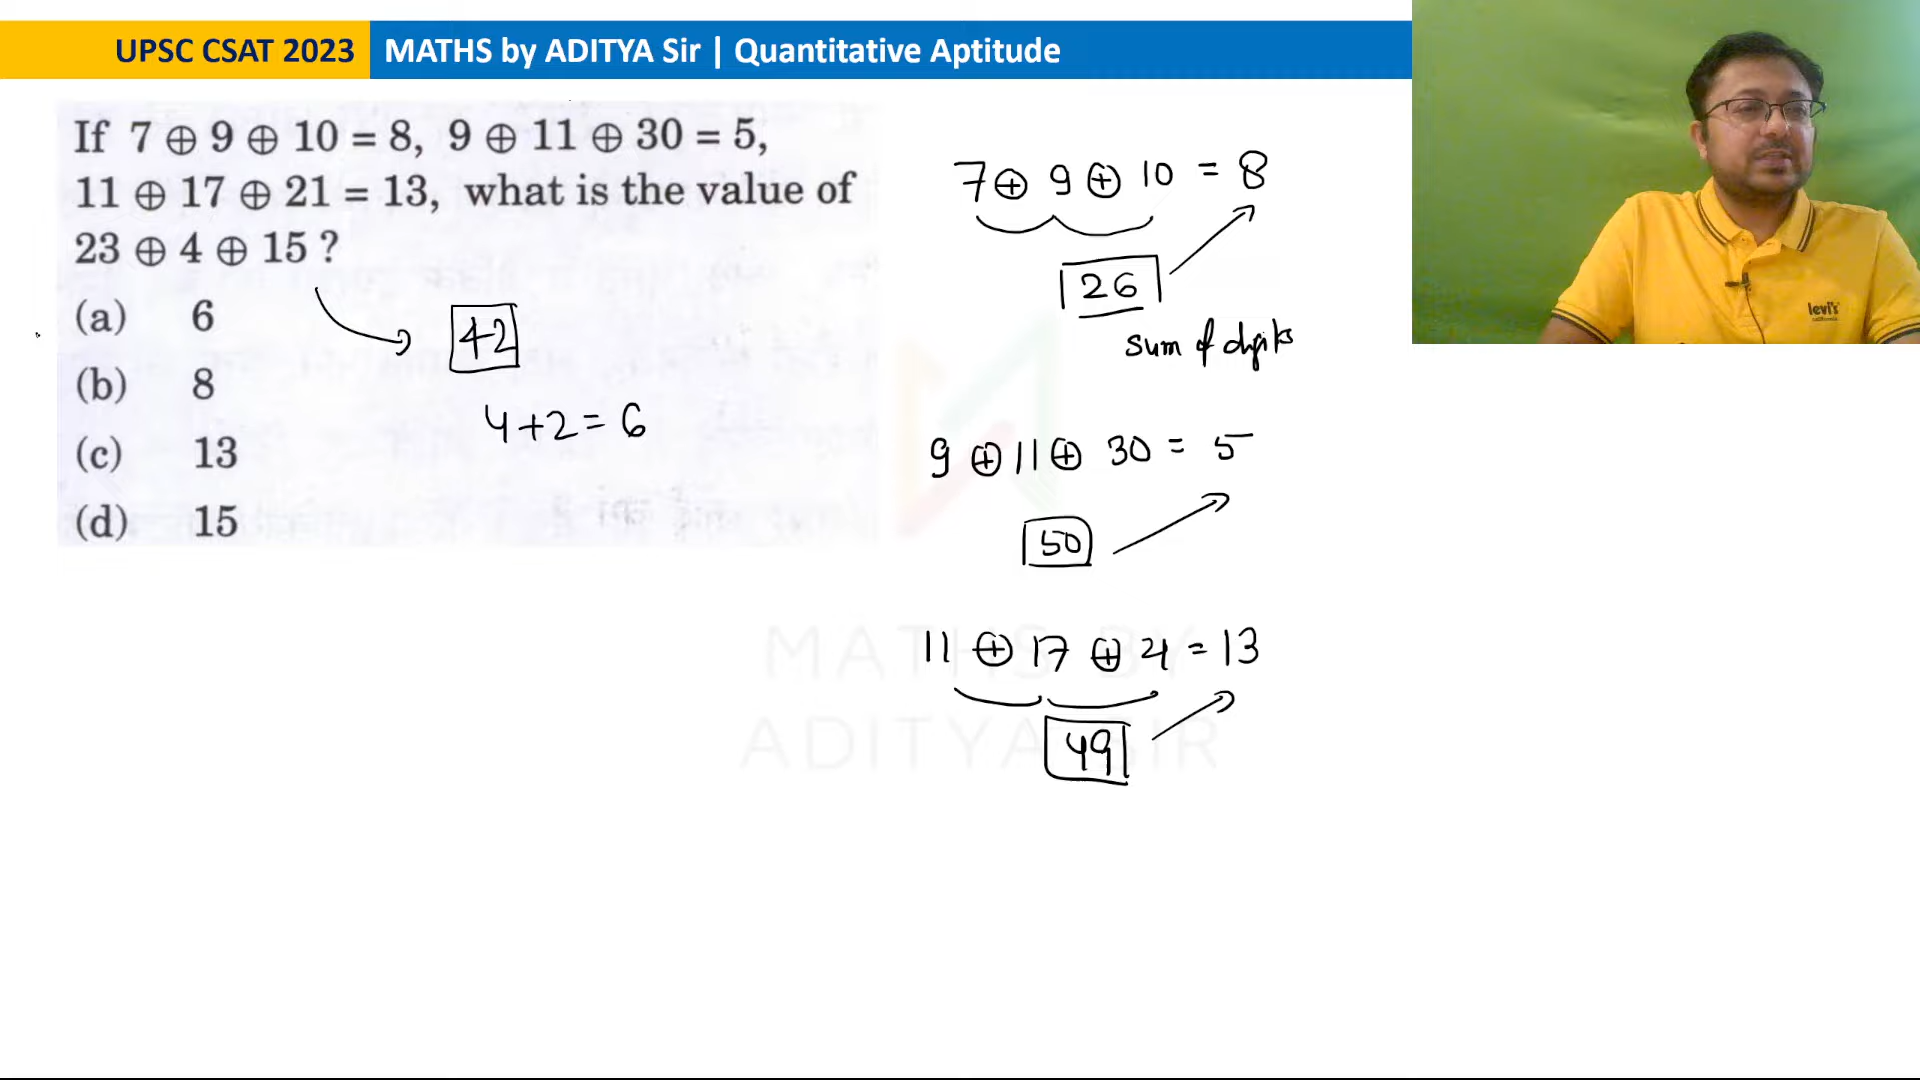 UPSC CSAT 2023 MATHS by ADITYA Sir | Quantitative Aptitude
If 7 ⊕ 9 ⊕ 10 = 8, 9 ⊕ 11 ⊕ 30 = 5,
11 ⊕ 17 ⊕ 21 = 13, what is the value of
23 ⊕ 4 ⊕ 15 ?
(a) 6
(b) 8
(c) 13
(d) 15
42
4+2=6
7 ⊕ 9 ⊕ 10 = 8
26
sum of digits
9 ⊕ 11 ⊕ 30 = 5
50
11 ⊕ 17 ⊕ 21 = 13
49
MATHS BY
ADITYA SIR
levi's